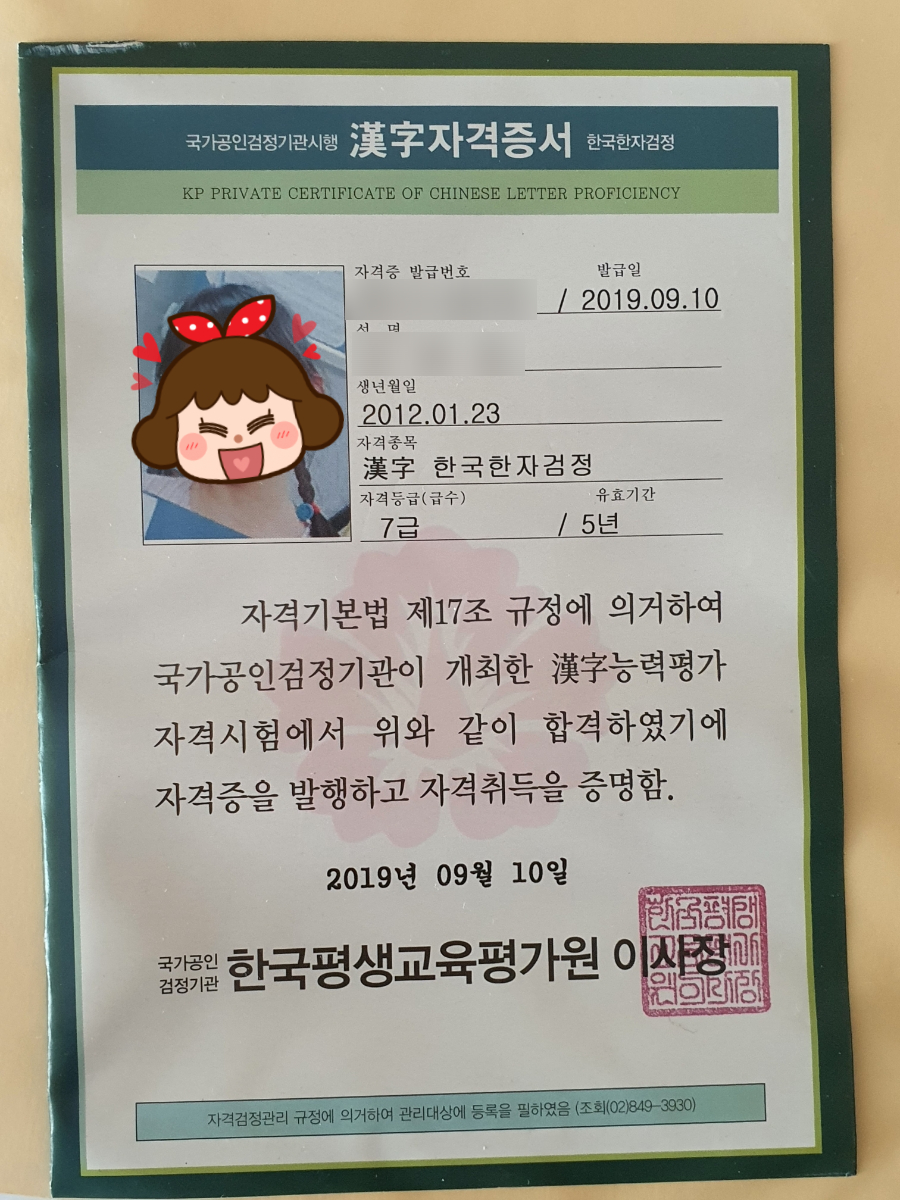 국가공인검정기관시행 漢字자격증서 한국한자검정
KP PRIVATE CERTIFICATE OF CHINESE LETTER PROFICIENCY
자격증 발급번호 발급일
/ 2019.09.10
성 명
생년월일
2012.01.23
자격종목
漢字 한국한자검정
자격등급(급수) 유효기간
7급 / 5년
자격기본법 제17조 규정에 의거하여
국가공인검정기관이 개최한 漢字능력평가
자격시험에서 위와 같이 합격하였기에
자격증을 발행하고 자격취득을 증명함.
2019년 09월 10일
국가공인
검정기관 한국평생교육평가원 이사장
자격검정관리 규정에 의거하여 관리대상에 등록을 필하였음 (조회(02)849-3930)